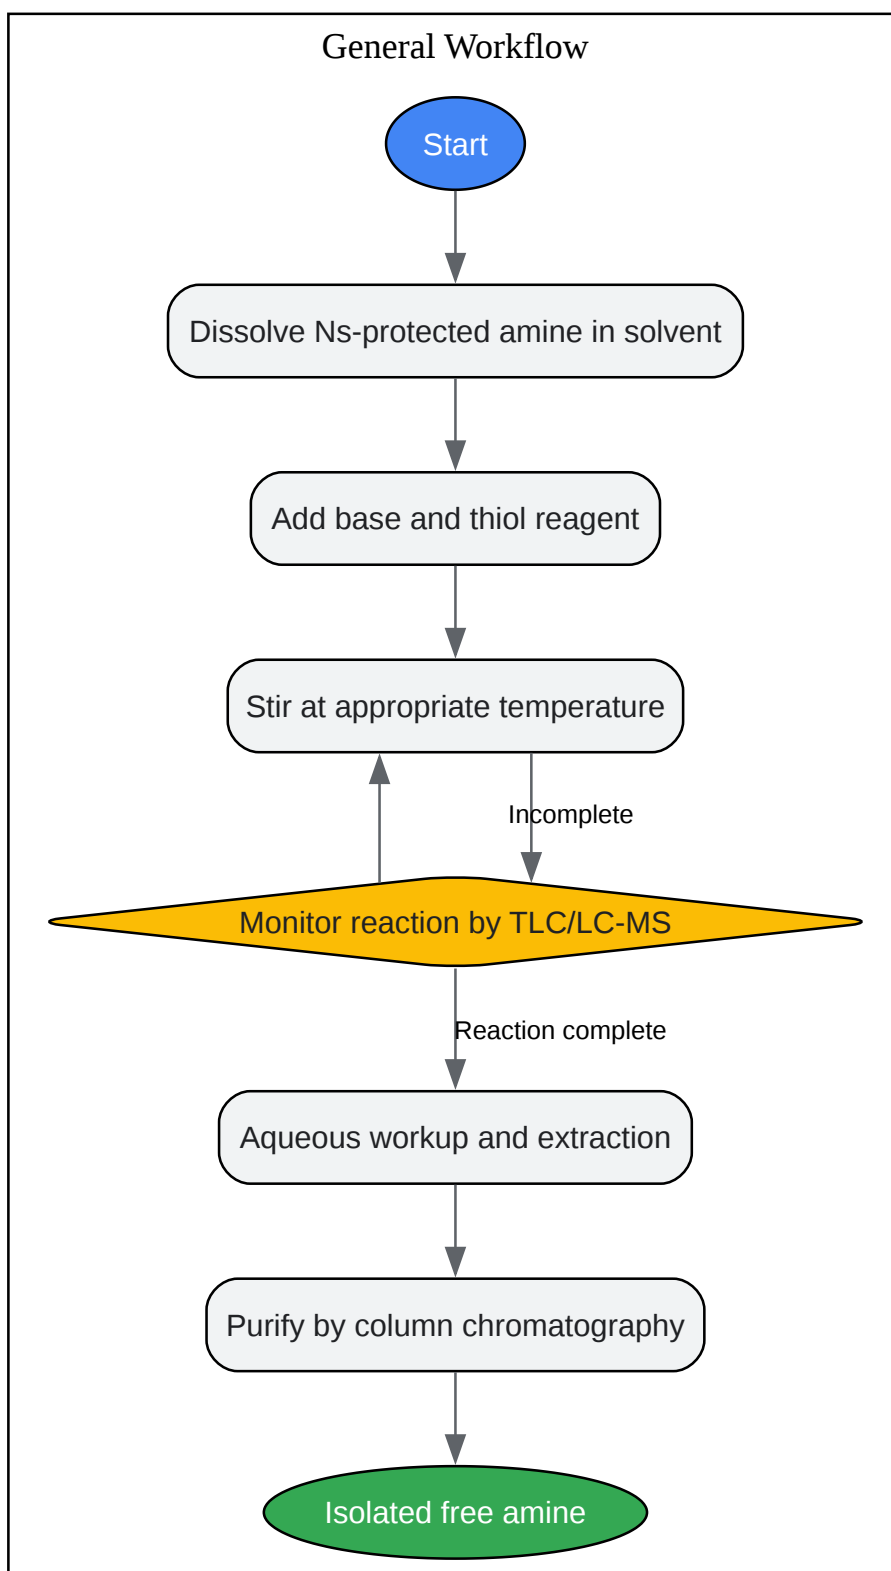 General Workflow
Start
Dissolve Ns-protected amine in solvent
Add base and thiol reagent
Stir at appropriate temperature
Incomplete
Monitor reaction by TLC/LC-MS
Reaction complete
Aqueous workup and extraction
Purify by column chromatography
Isolated free amine